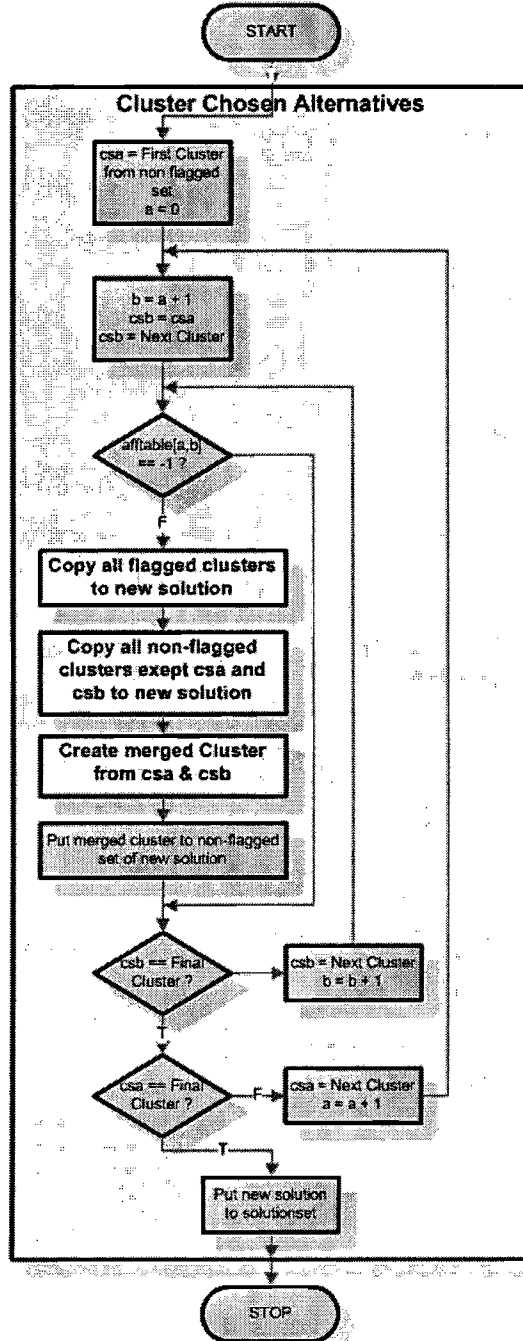 START
Cluster Chosen Alternatives
csa = First Cluster
from non flagged
set
a = 0
b = a + 1
csb = csa
csb = Next Cluster
afftable[a,b]
== -1 ?
F
Copy all flagged clusters
to new solution
Copy all non-flagged
clusters exept csa and
csb to new solution
Create merged Cluster
from csa & csb
Put merged cluster to non-flagged
set of new solution
csb == Final
Cluster ?
csb = Next Cluster
b = b + 1
T
csa == Final
Cluster ?
F
csa = Next Cluster
a = a + 1
T
Put new solution
to solutionset
STOP